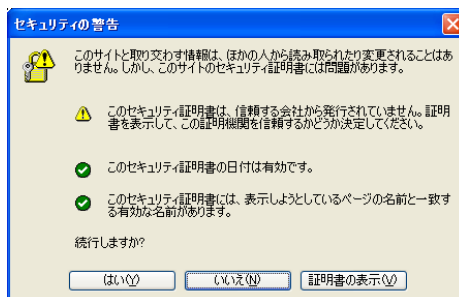 セキュリティの警告
このサイトと取り交わす情報は、ほかの人から読み取られたり変更されることはあ
りません。しかし、このサイトのセキュリティ証明書には問題があります。
このセキュリティ証明書は、信頼する会社から発行されていません。証明
書を表示して、この証明機関を信頼するかどうか決定してください。
このセキュリティ証明書の日付は有効です。
このセキュリティ証明書には、表示しようとしているページの名前と一致す
る有効な名前があります。
続行しますか?
はい(Y) いいえ(N) 証明書の表示(V)